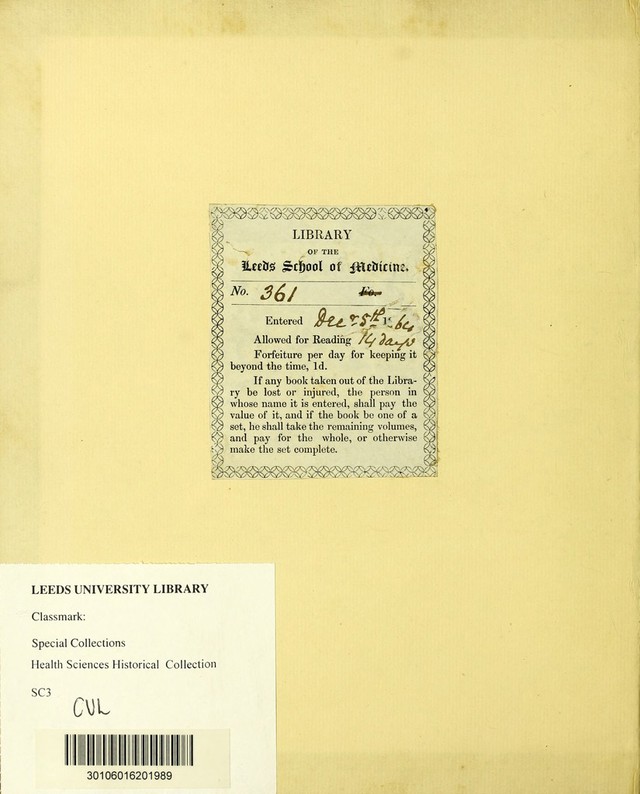 LIBRARY
OF THE
Leeds School of Medicine.
No. 361 Fo.
Entered Decr 5th 1 64
Allowed for Reading 14 days
Forfeiture per day for keeping it
beyond the time, 1d.
If any book taken out of the Libra-
ry be lost or injured, the person in
whose name it is entered, shall pay the
value of it, and if the book be one of a
set, he shall take the remaining volumes,
and pay for the whole, or otherwise
make the set complete.
LEEDS UNIVERSITY LIBRARY
Classmark:
Special Collections
Health Sciences Historical Collection
SC3
CUL
30106016201989